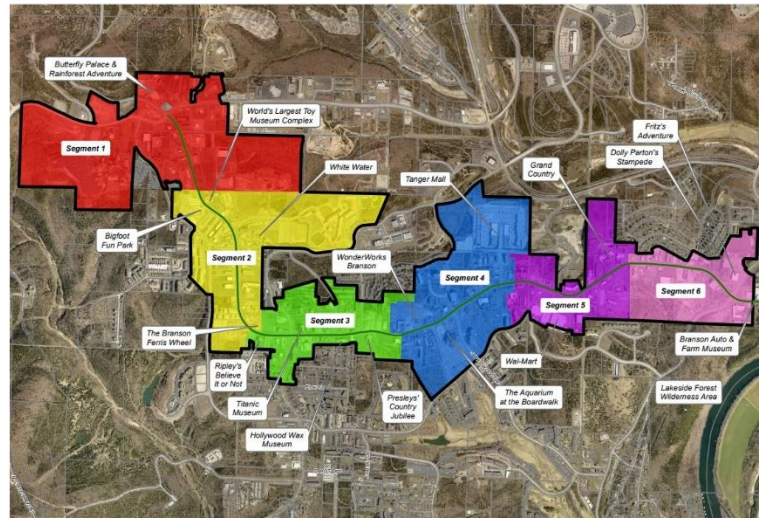 Butterfly Palace &
Rainforest Adventure
World's Largest Toy
Museum Complex
Fritz's
Adventure
Dolly Parton's
Stampede
Segment 1
White Water
Tanger Mall
Grand
Country
Bigfoot
Fun Park
Segment 2
WonderWorks
Branson
Segment 4
Segment 5
Segment 6
Segment 3
The Branson
Ferris Wheel
Ripley's
Believe
It or Not
Titanic
Museum
Hollywood Wax
Museum
Presleys'
Country
Jubilee
Wal-Mart
The Aquarium
at the Boardwalk
Branson Auto &
Farm Museum
Lakeside Forest
Wilderness Area